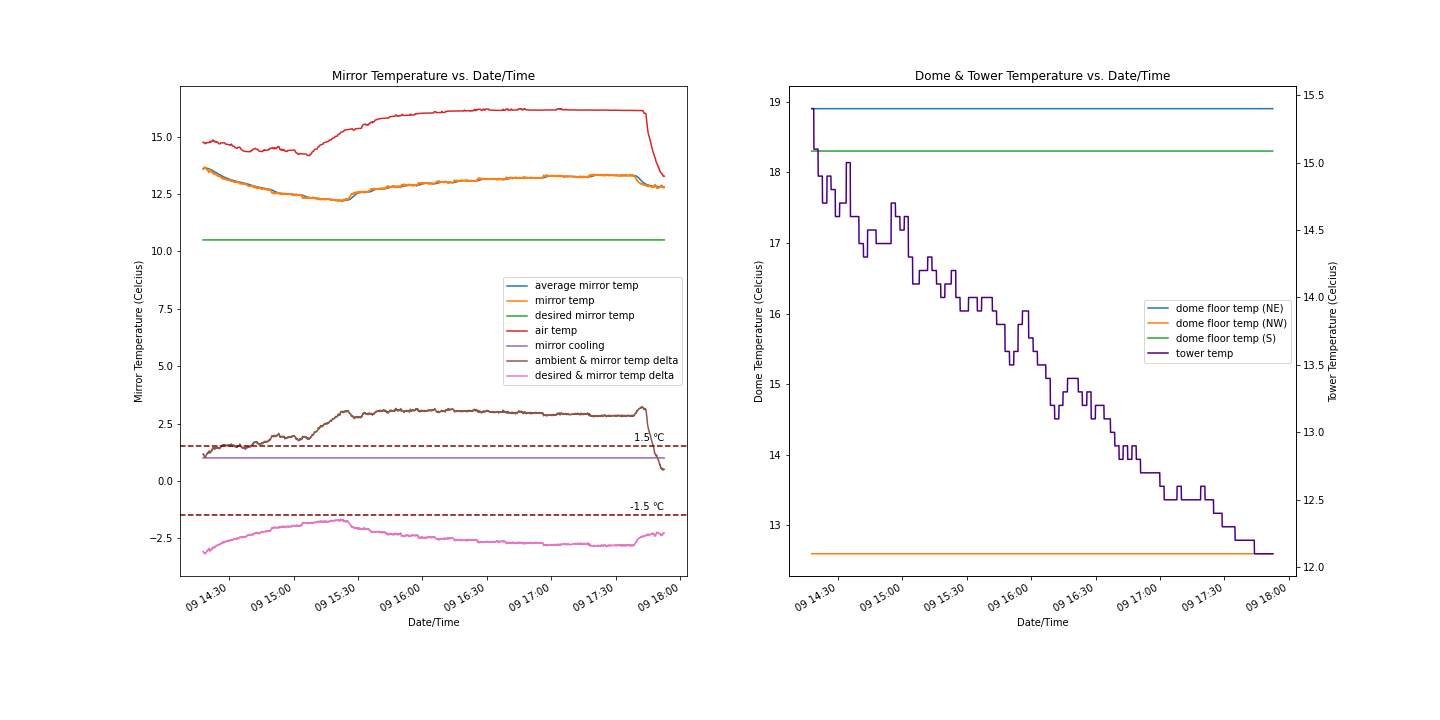 Mirror Temperature vs. Date/Time
Mirror Temperature (Celcius)
15.0
12.5
10.0
7.5
5.0
2.5
0.0
−2.5
average mirror temp
mirror temp
desired mirror temp
air temp
mirror cooling
ambient & mirror temp delta
desired & mirror temp delta
1.5 °C
-1.5 °C
09 14:30
09 15:00
09 15:30
09 16:00
09 16:30
09 17:00
09 17:30
09 18:00
Date/Time
Dome & Tower Temperature vs. Date/Time
Dome Temperature (Celcius)
19
18
17
16
15
14
13
dome floor temp (NE)
dome floor temp (NW)
dome floor temp (S)
tower temp
15.5
15.0
14.5
14.0
13.5
13.0
12.5
12.0
Tower Temperature (Celcius)
09 14:30
09 15:00
09 15:30
09 16:00
09 16:30
09 17:00
09 17:30
09 18:00
Date/Time